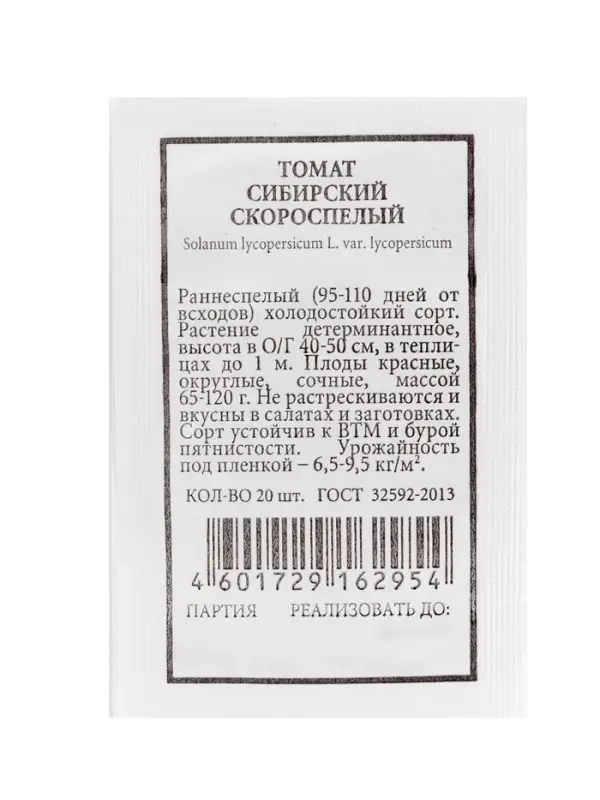 ТОМАТ
СИБИРСКИЙ
СКОРОСПЕЛЫЙ
Solanum lycopersicum L. var. lycopersicum
Раннеспелый (95-110 дней от
всходов) холодостойкий сорт.
Растение детерминантное,
высота в О/Г 40-50 см, в тепли-
цах до 1 м. Плоды красные,
округлые, сочные, массой
65-120 г. Не растрескиваются и
вкусны в салатах и заготовках.
Сорт устойчив к ВТМ и бурой
пятнистости. Урожайность
под пленкой – 6,5-9,5 кг/м².
КОЛ-ВО 20 шт. ГОСТ 32592-2013
4 601729 162954
ПАРТИЯ РЕАЛИЗОВАТЬ ДО: